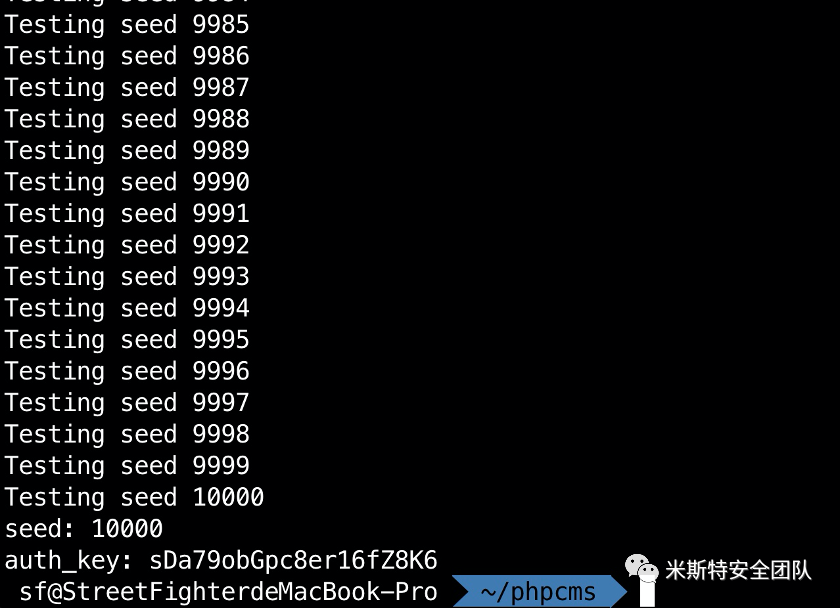 Testing seed 9985
Testing seed 9986
Testing seed 9987
Testing seed 9988
Testing seed 9989
Testing seed 9990
Testing seed 9991
Testing seed 9992
Testing seed 9993
Testing seed 9994
Testing seed 9995
Testing seed 9996
Testing seed 9997
Testing seed 9998
Testing seed 9999
Testing seed 10000
seed: 10000
auth_key: sDa79obGpc8er16fZ8K6
sf@StreetFighterdeMacBook-Pro ~/phpcms
米斯特安全团队